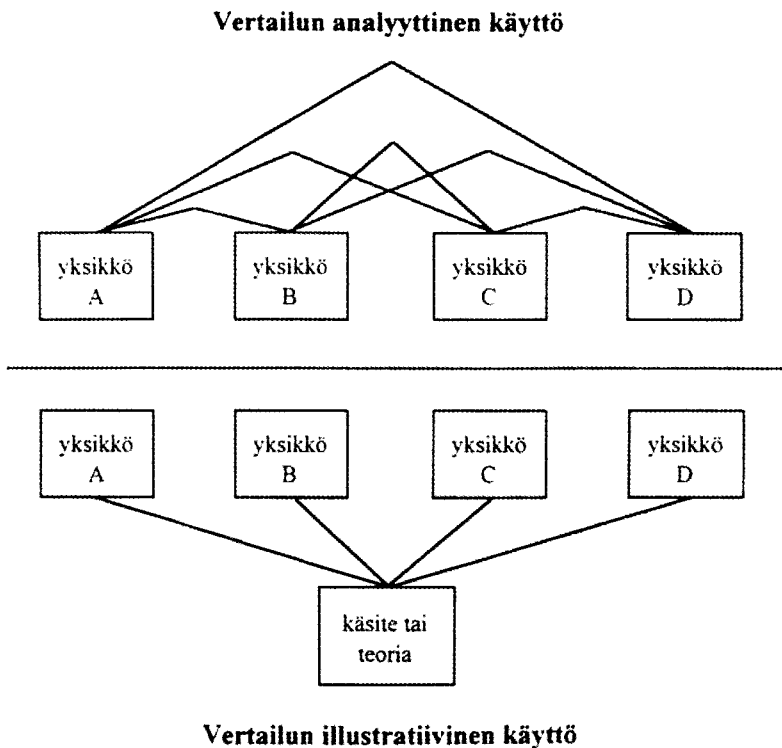 Vertailun analyyttinen käyttö
yksikkö
A
yksikkö
B
yksikkö
C
yksikkö
D
yksikkö
A
yksikkö
B
yksikkö
C
yksikkö
D
käsite tai
teoria
Vertailun illustratiivinen käyttö